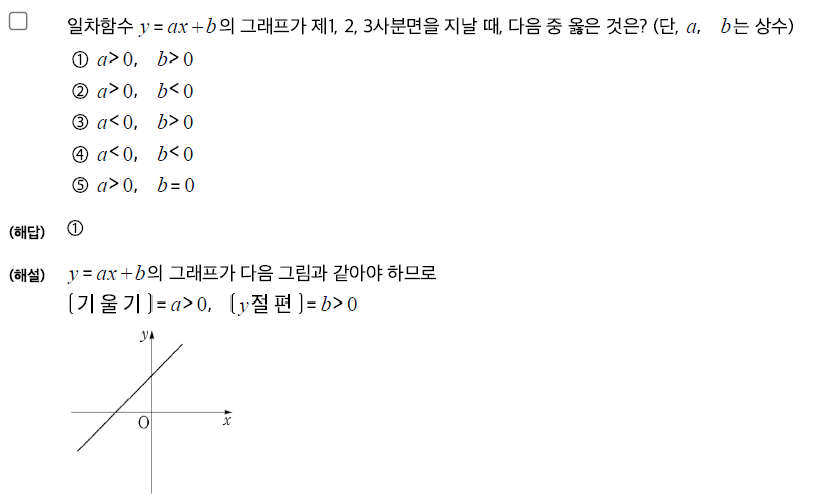 일차함수 y=ax+b의 그래프가 제1, 2, 3사분면을 지날 때, 다음 중 옳은 것은? (단, a, b는 상수)
① a>0, b>0
② a>0, b<0
③ a<0, b>0
④ a<0, b<0
⑤ a>0, b=0
(해답) ①
(해설) y=ax+b의 그래프가 다음 그림과 같아야 하므로
(기울기)=a>0, (y절편)=b>0
y
O x